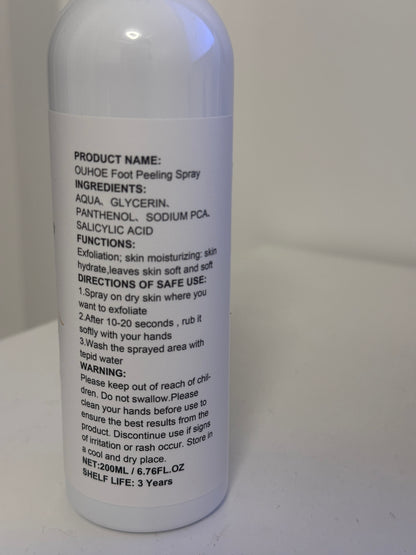 PRODUCT NAME:
OUHOE Foot Peeling Spray
INGREDIENTS:
AQUA、GLYCERIN、
PANTHENOL、SODIUM PCA、
SALICYLIC ACID
FUNCTIONS:
Exfoliation; skin moisturizing: skin
hydrate,leaves skin soft and soft
DIRECTIONS OF SAFE USE:
1.Spray on dry skin where you
want to exfoliate
2.After 10-20 seconds , rub it
softly with your hands
3.Wash the sprayed area with
tepid water
WARNING:
Please keep out of reach of chil-
dren. Do not swallow.Please
clean your hands before use to
ensure the best results from the
product. Discontinue use if signs
of irritation or rash occur. Store in
a cool and dry place.
NET:200ML / 6.76FL.OZ
SHELF LIFE: 3 Years